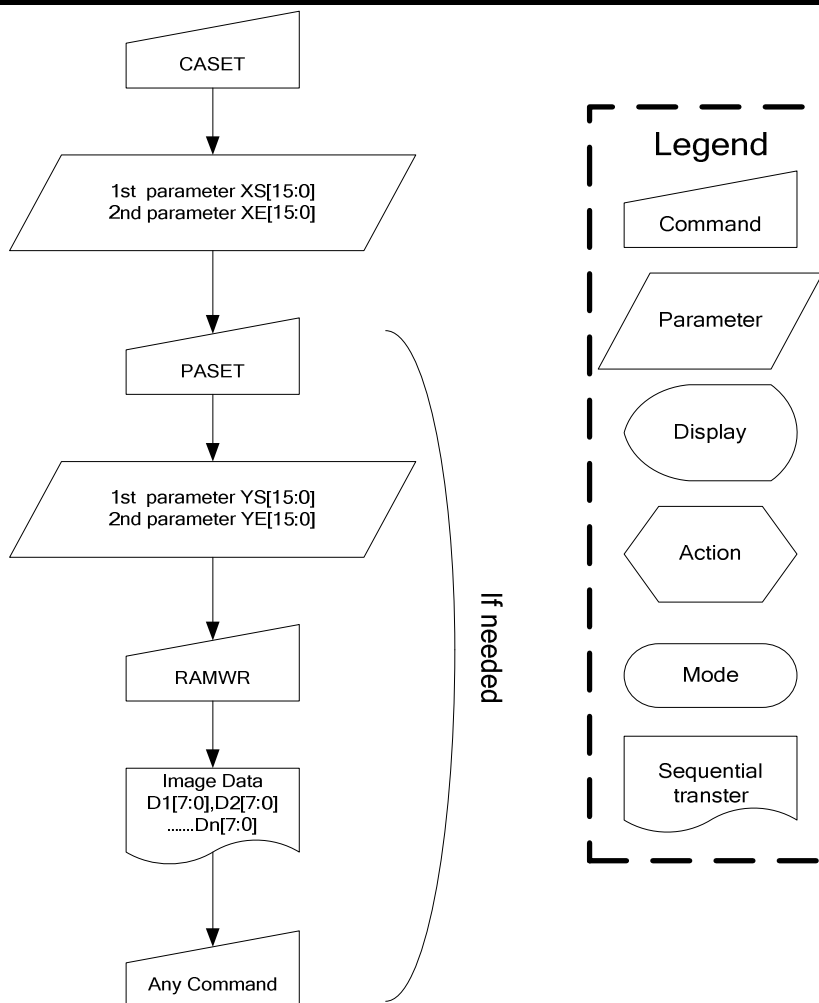 CASET
1st  parameter XS[15:0]
2nd parameter XE[15:0]
PASET
1st  parameter YS[15:0]
2nd parameter YE[15:0]
RAMWR
Image Data
D1[7:0],D2[7:0]
.......Dn[7:0]
Any Command
If needed
Legend
Command
Parameter
Display
Action
Mode
Sequential
transter